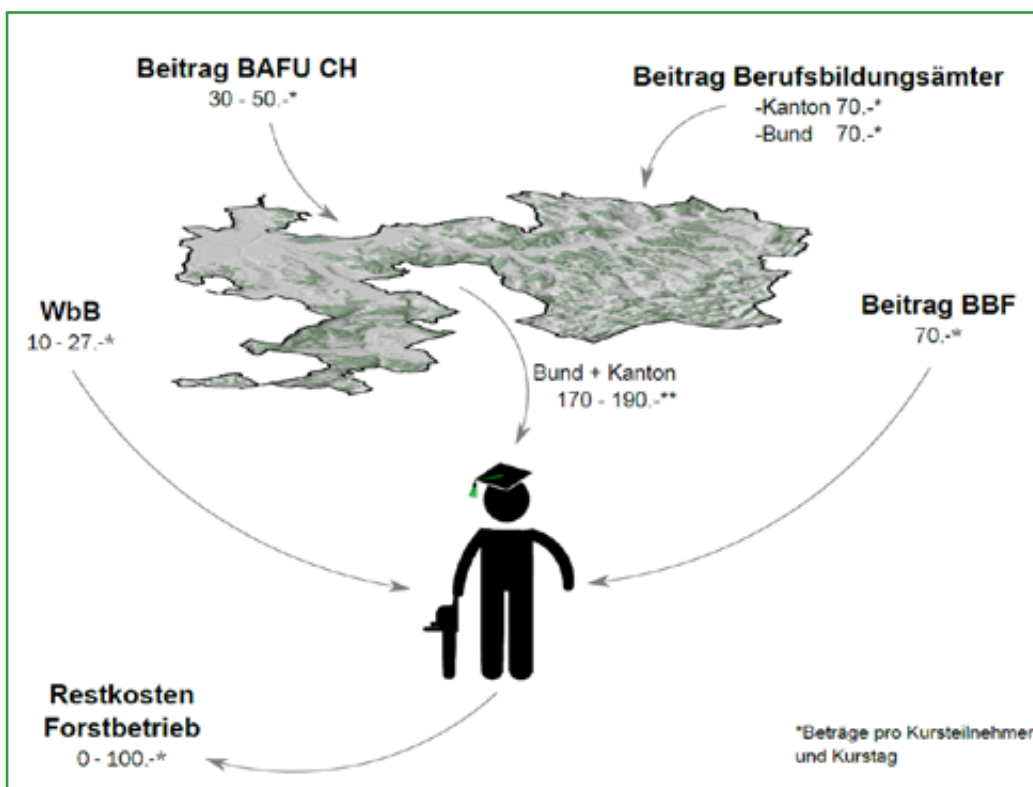 Beitrag BAFU CH
30 - 50.-*
Beitrag Berufsbildungsämter
-Kanton 70.-*
-Bund 70.-*
WbB
10 - 27.-*
Beitrag BBF
70.-*
Bund + Kanton
170 - 190.-**
Restkosten
Forstbetrieb
0 - 100.-*
*Beträge pro Kursteilnehmer
und Kurstag